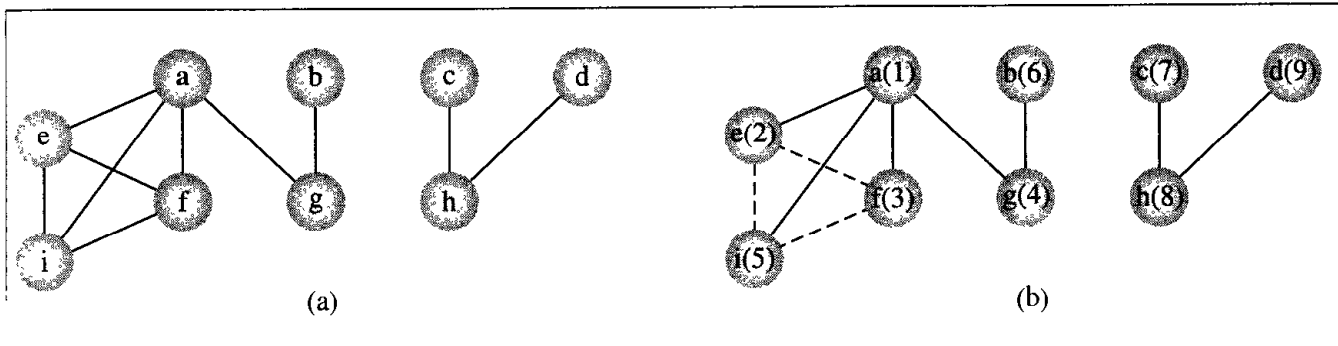 a b c d
e
f g h
i
(a)
a(1) b(6) c(7) d(9)
e(2)
f(3) g(4) h(8)
i(5)
(b)